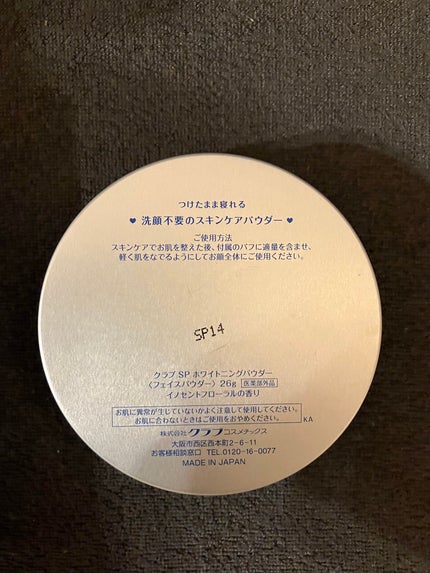 つけたまま寝れる
♥ 洗顔不要のスキンケアパウダー ♥
ご使用方法
スキンケアでお肌を整えた後、付属のパフに適量を含ませ、
軽く肌をなでるようにしてお顔全体にご使用ください。
SP14
クラブ SP ホワイトニングパウダー
〈フェイスパウダー〉 26g 医薬部外品
イノセントフローラルの香り
お肌に異常が生じていないかよく注意して使用してください。
お肌に合わないときはご使用をおやめください。 KA
株式会社 クラブコスメチックス
大阪市西区西本町2-6-11
お客様相談窓口 TEL.0120-16-0077
MADE IN JAPAN